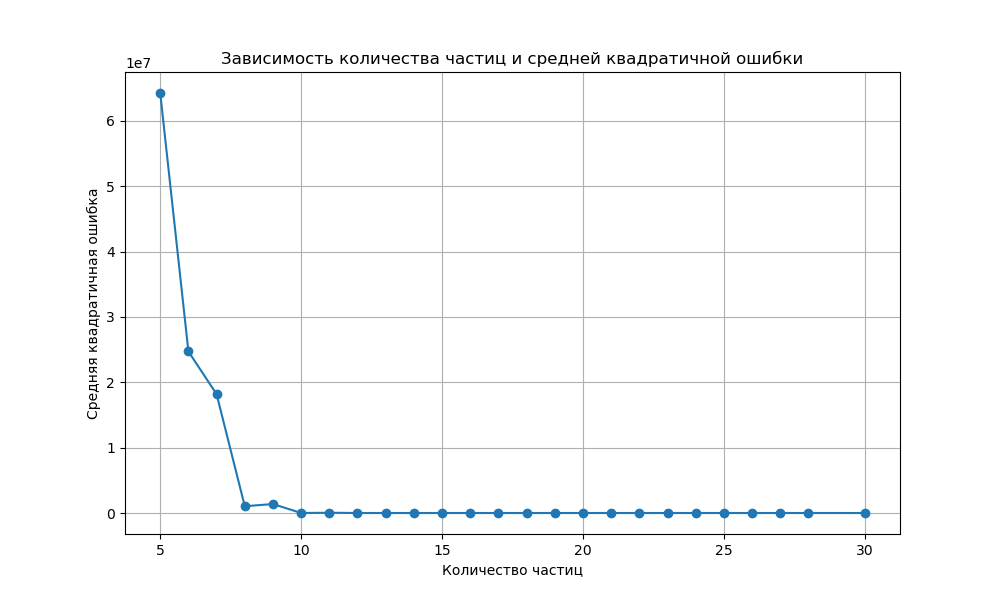 Зависимость количества частиц и средней квадратичной ошибки
1e7
6
5
4
3
2
1
0
Средняя квадратичная ошибка
5 10 15 20 25 30
Количество частиц